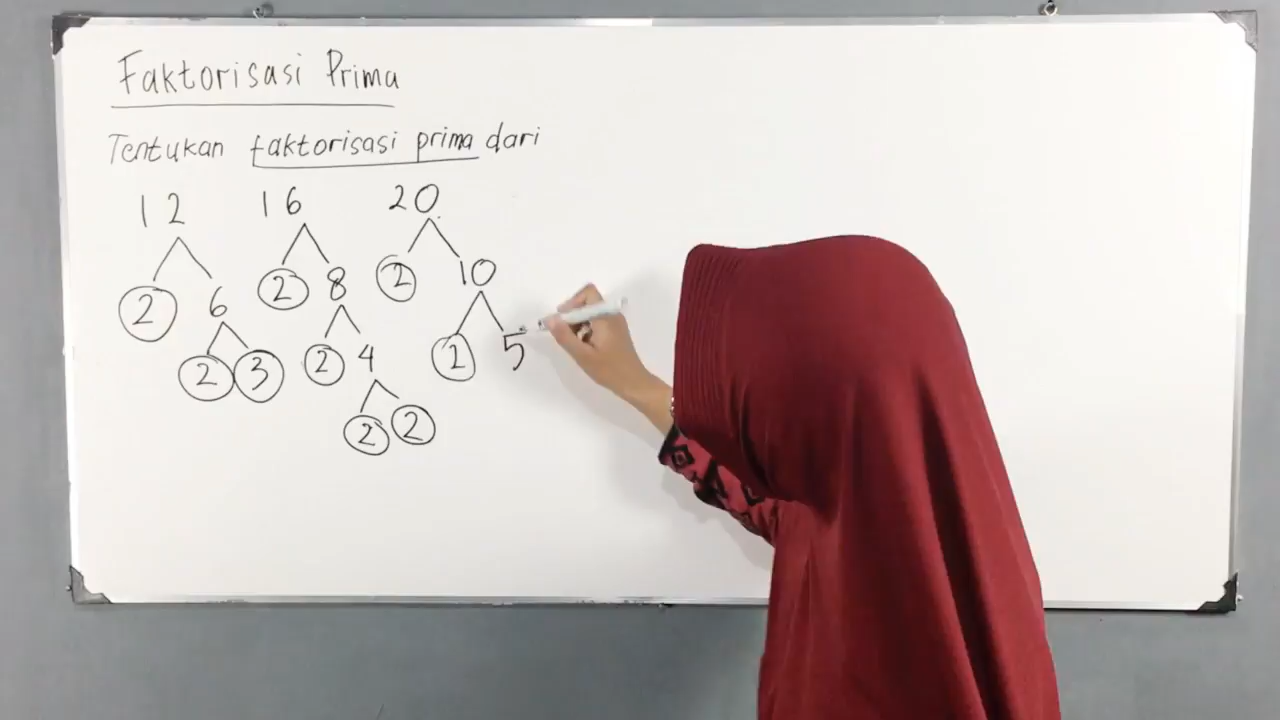 Faktorisasi Prima
Tentukan faktorisasi prima dari
12 16 20
2 6 2 8 2 10
2 3 2 4 2 5
2 2